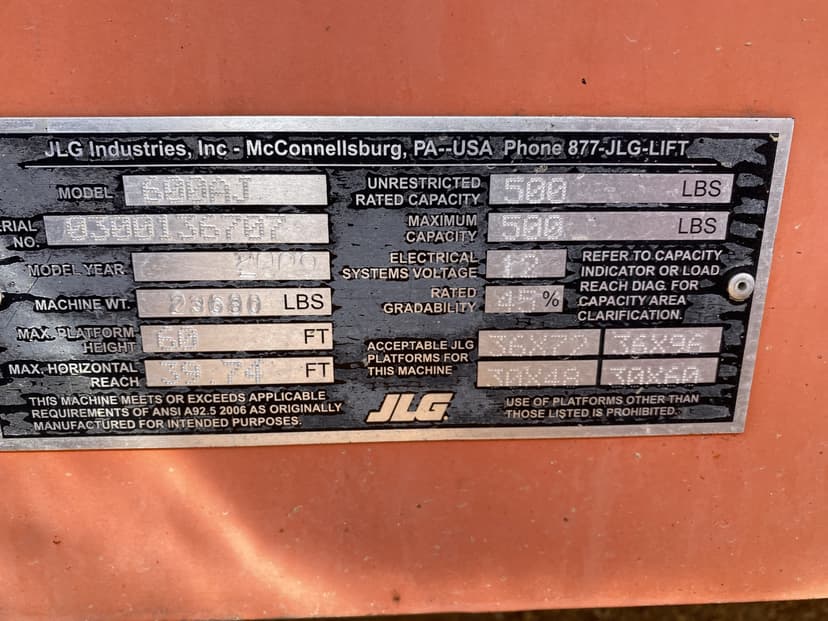 JLG Industries, Inc - McConnellsburg, PA--USA Phone 877-JLG-LIFT
MODEL 600AJ
ERIAL NO. 0300136707
MODEL YEAR
MACHINE WT. LBS
MAX. PLATFORM
HEIGHT 60 FT
MAX. HORIZONTAL
REACH 39.74 FT
THIS MACHINE MEETS OR EXCEEDS APPLICABLE
REQUIREMENTS OF ANSI A92.5 2006 AS ORIGINALLY
MANUFACTURED FOR INTENDED PURPOSES.
UNRESTRICTED
RATED CAPACITY 500 LBS
MAXIMUM
CAPACITY 500 LBS
ELECTRICAL
SYSTEMS VOLTAGE 12
RATED
GRADABILITY 45%
REFER TO CAPACITY
INDICATOR OR LOAD
REACH DIAG. FOR
CAPACITY AREA
CLARIFICATION.
ACCEPTABLE JLG
PLATFORMS FOR
THIS MACHINE
36X72 36X96
30X48 30X60
JLG
USE OF PLATFORMS OTHER THAN
THOSE LISTED IS PROHIBITED.